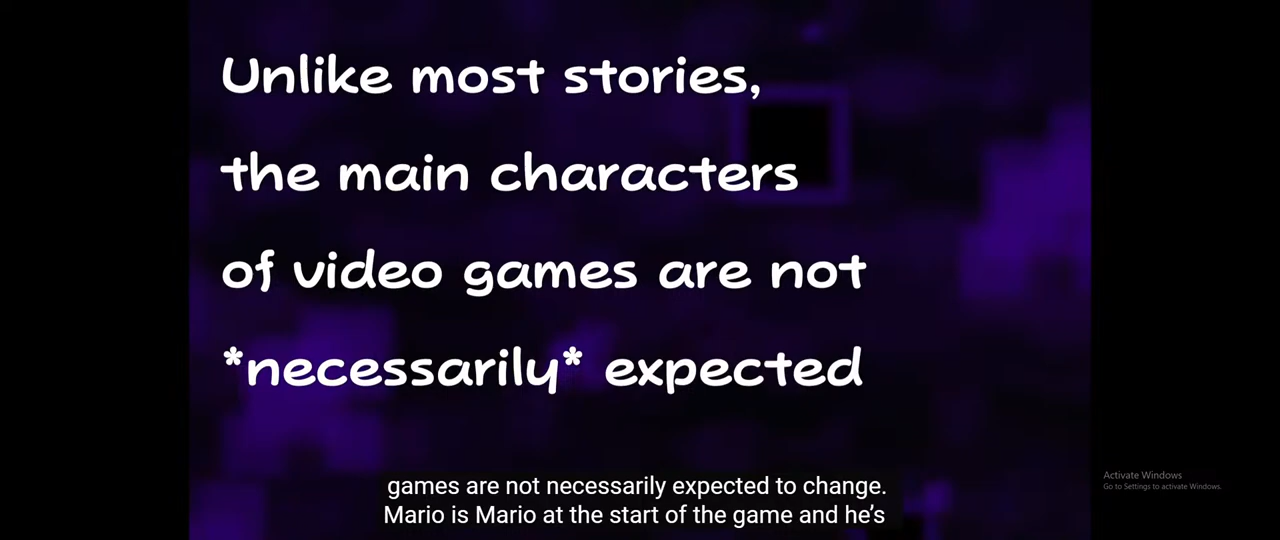 Unlike most stories,
the main characters
of video games are not
*necessarily* expected
games are not necessarily expected to change.
Mario is Mario at the start of the game and he’s
Activate Windows
Go to Settings to activate Windows.